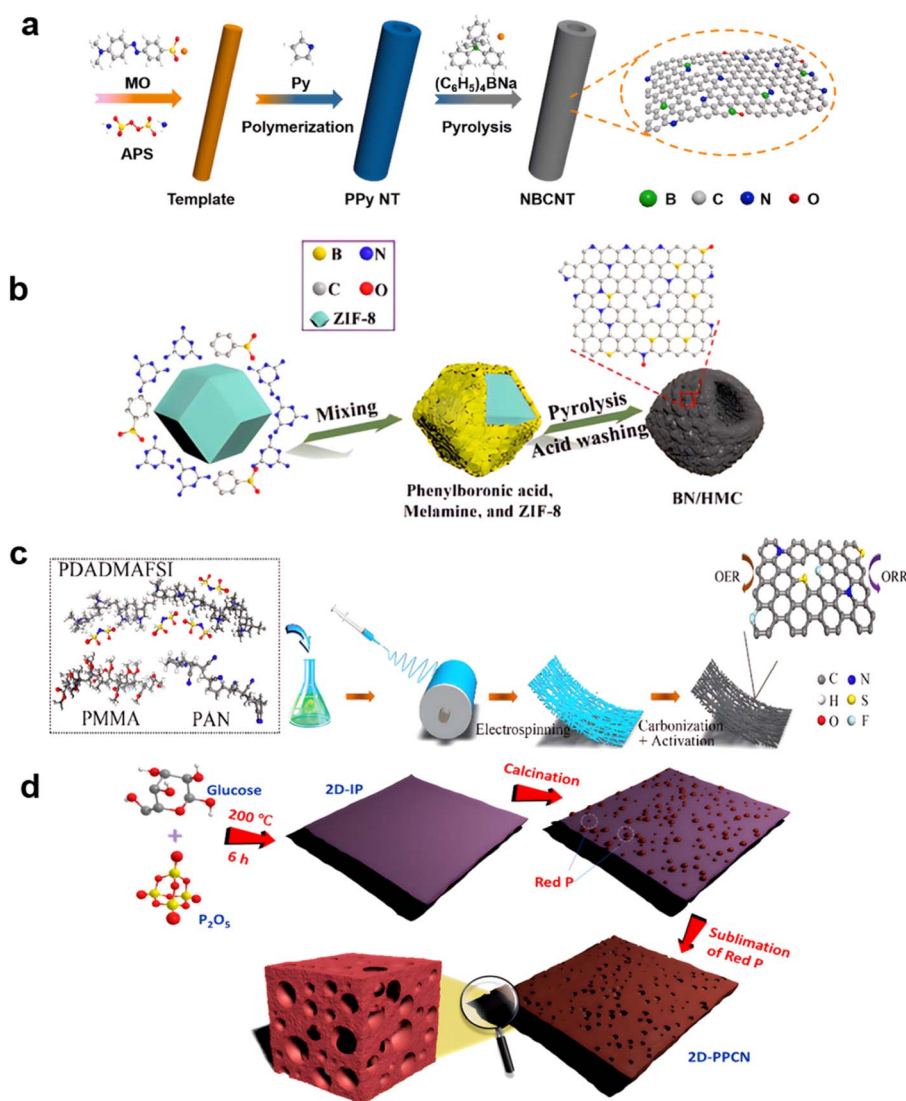 a
MO
APS
Template
Py
Polymerization
PPy NT
(C₆H₅)₄BNa
Pyrolysis
NBCNT
B C N O
b
B N
C O
ZIF-8
Mixing
Phenylboronic acid,
Melamine, and ZIF-8
Pyrolysis
Acid washing
BN/HMC
c
PDADMAFSI
PMMA PAN
Electrospinning
Carbonization
+ Activation
OER ORR
C N
H S
O F
d
Glucose
+
P₂O₅
200 °C
6 h
2D-IP
Calcination
Red P
Sublimation
of Red P
2D-PPCN